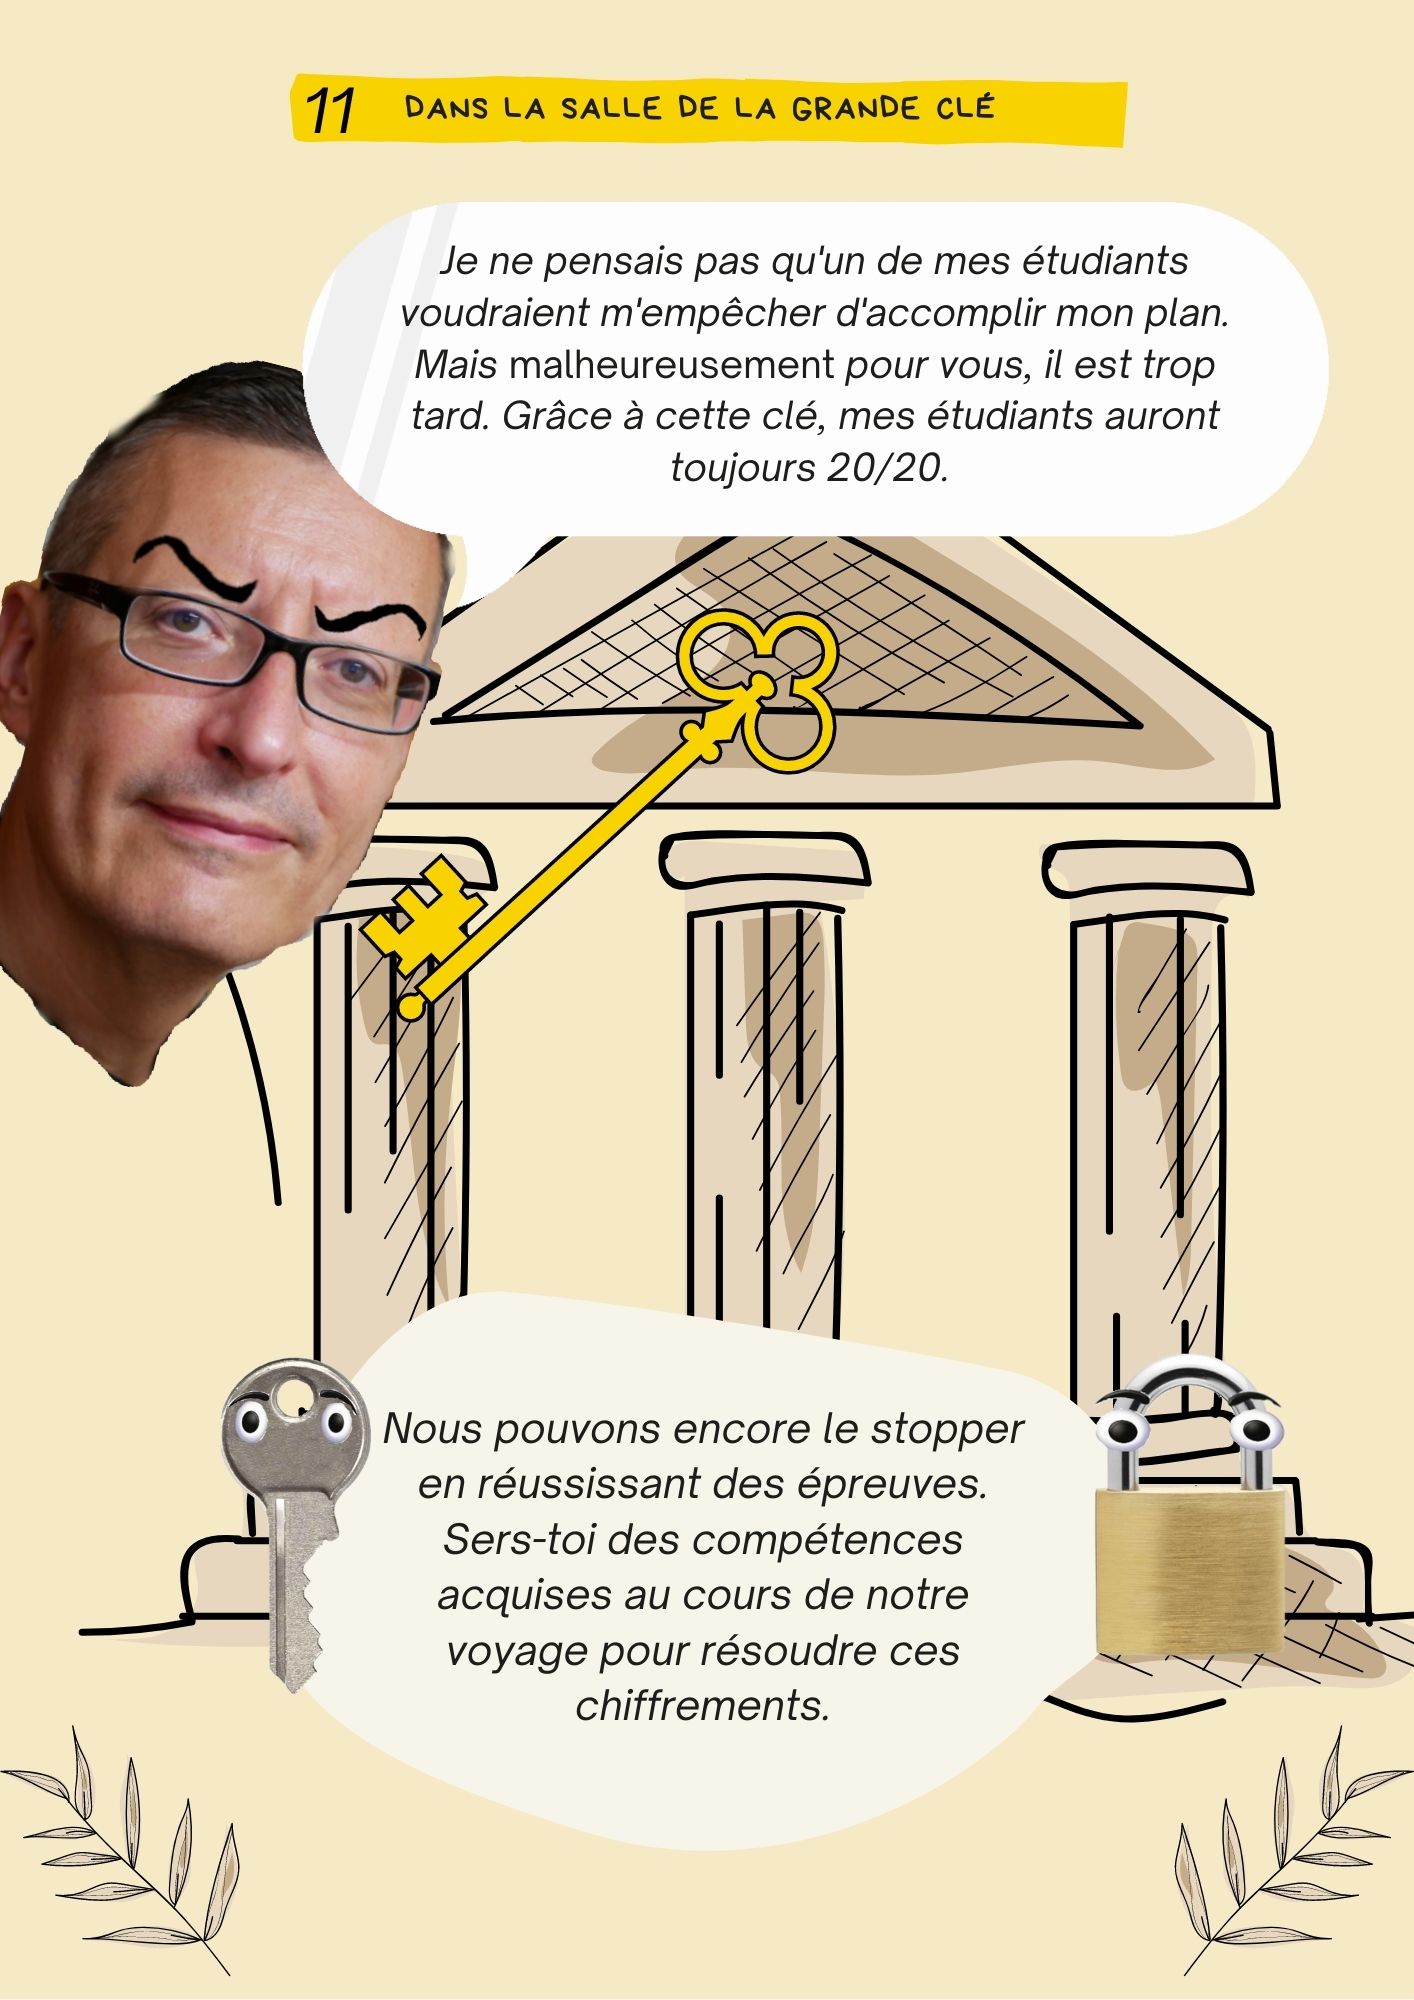 11 DANS LA SALLE DE LA GRANDE CLÉ
Je ne pensais pas qu'un de mes étudiants
voudraient m'empêcher d'accomplir mon plan.
Mais malheureusement pour vous, il est trop
tard. Grâce à cette clé, mes étudiants auront
toujours 20/20.
Nous pouvons encore le stopper
en réussissant des épreuves.
Sers-toi des compétences
acquises au cours de notre
voyage pour résoudre ces
chiffrements.